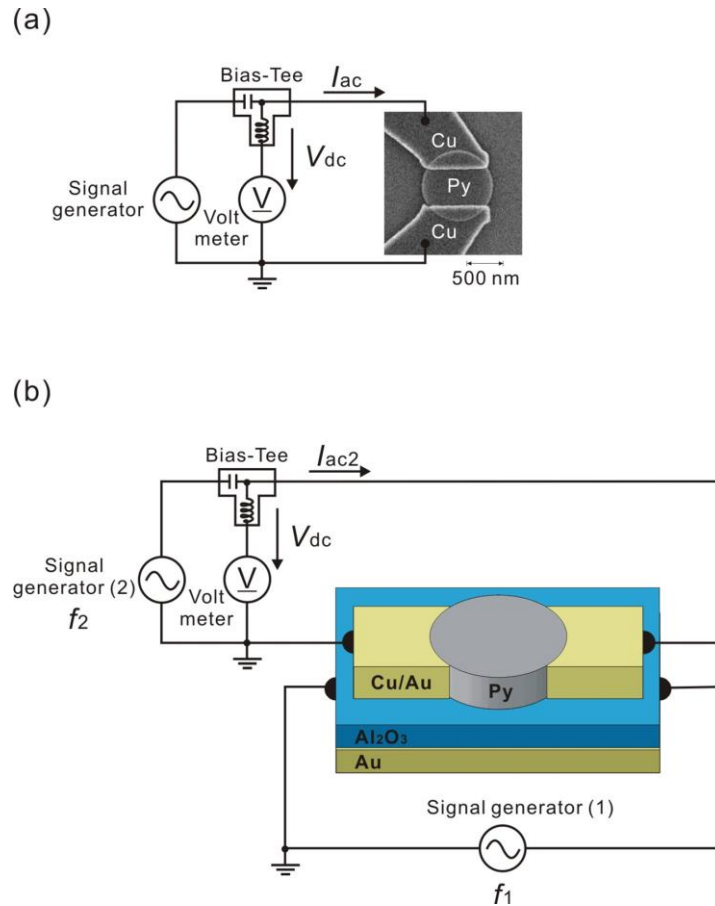 (a)
Bias-Tee
Iac
Vdc
Signal
generator
Volt
meter
V
Cu
Py
Cu
500 nm
(b)
Bias-Tee
Iac2
Vdc
Signal
generator (2)
f2
Volt
meter
V
Cu/Au
Py
Al2O3
Au
Signal generator (1)
f1